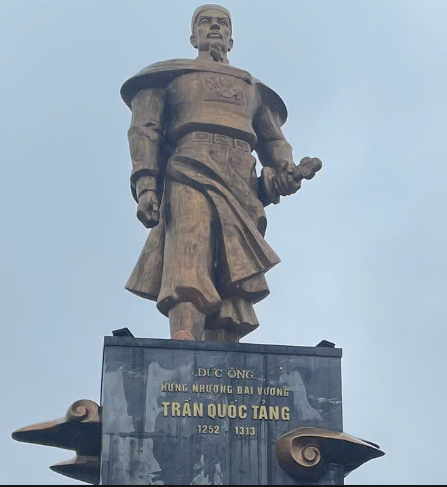 ĐỨC ÔNG
HƯNG NHƯỢNG ĐẠI VƯƠNG
TRẦN QUỐC TẢNG
1252 - 1313